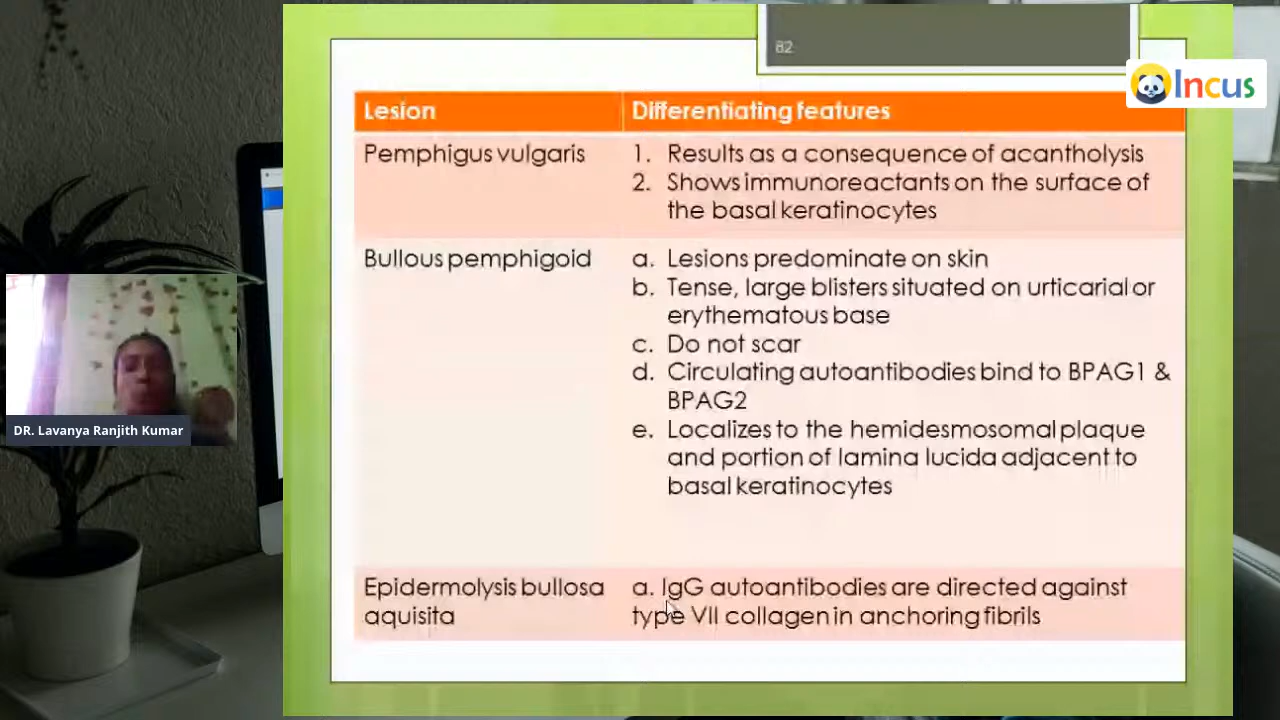 82
Incus
Lesion
Differentiating features
Pemphigus vulgaris
1. Results as a consequence of acantholysis
2. Shows immunoreactants on the surface of
the basal keratinocytes
Bullous pemphigoid
a. Lesions predominate on skin
b. Tense, large blisters situated on urticarial or
erythematous base
c. Do not scar
d. Circulating autoantibodies bind to BPAG1 &
BPAG2
e. Localizes to the hemidesmosomal plaque
and portion of lamina lucida adjacent to
basal keratinocytes
Epidermolysis bullosa
aquisita
a. IgG autoantibodies are directed against
type VII collagen in anchoring fibrils
DR. Lavanya Ranjith Kumar